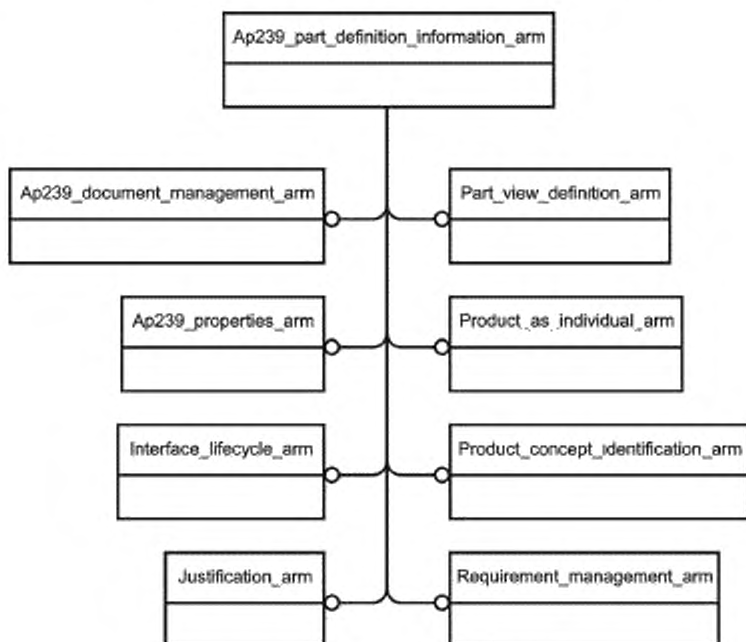 Ap239_part_definition_information_arm
Ap239_document_management_arm
Part_view_definition_arm
Ap239_properties_arm
Product_as_individual_arm
Interface_lifecycle_arm
Product_concept_identification_arm
Justification_arm
Requirement_management_arm